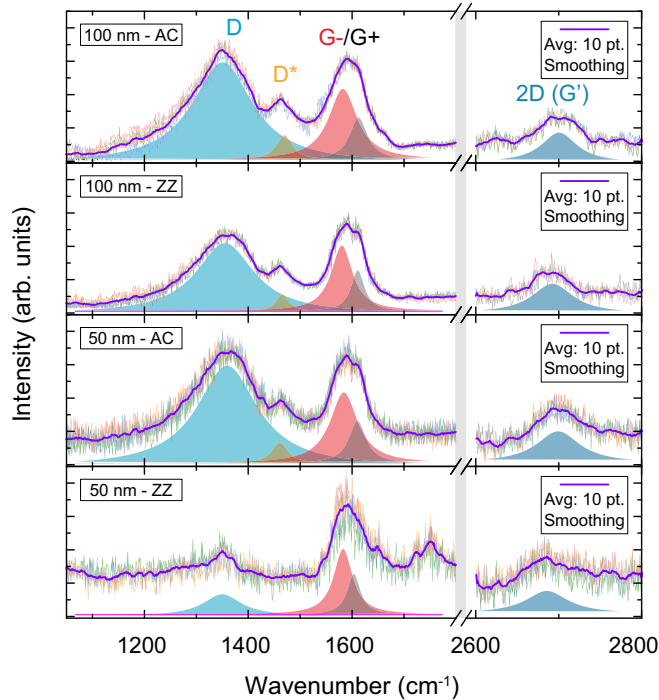 100 nm - AC
D
D*
G-/G+
2D (G')
Avg: 10 pt.
Smoothing
100 nm - ZZ
Avg: 10 pt.
Smoothing
50 nm - AC
Avg: 10 pt.
Smoothing
50 nm - ZZ
Avg: 10 pt.
Smoothing
Intensity (arb. units)
1200 1400 1600 2600 2800
Wavenumber (cm-1)